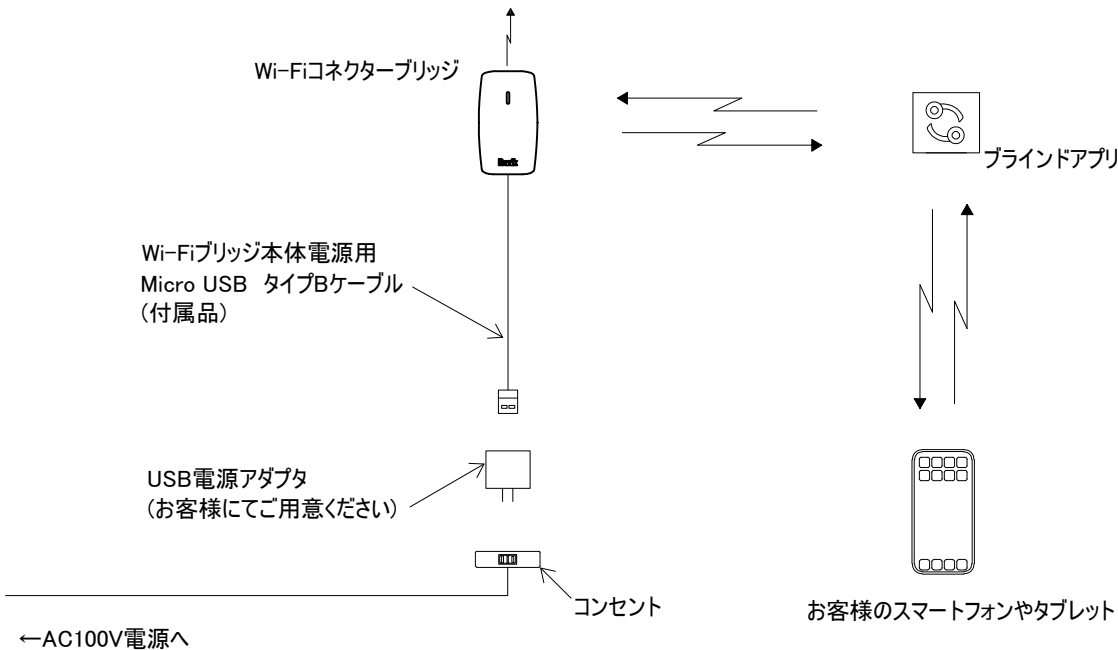 Wi-Fiコネクターブリッジ
ブラインドアプリ
Wi-Fiブリッジ本体電源用
Micro USB タイプBケーブル
(付属品)
USB電源アダプタ
(お客様にてご用意ください)
コンセント
お客様のスマートフォンやタブレット
←AC100V電源へ